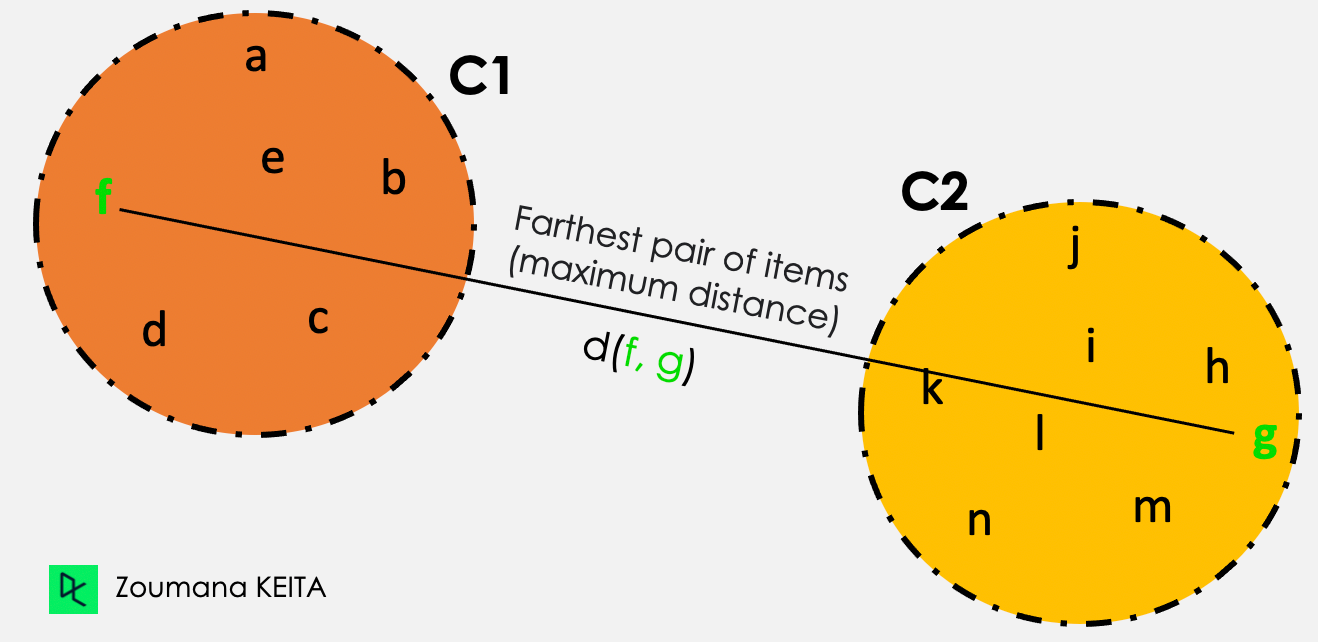 a
C1
e
b
f
C2
Farthest pair of items
(maximum distance)
j
d
c
d(f, g)
i
h
k
l
g
m
n
Zoumana KEITA